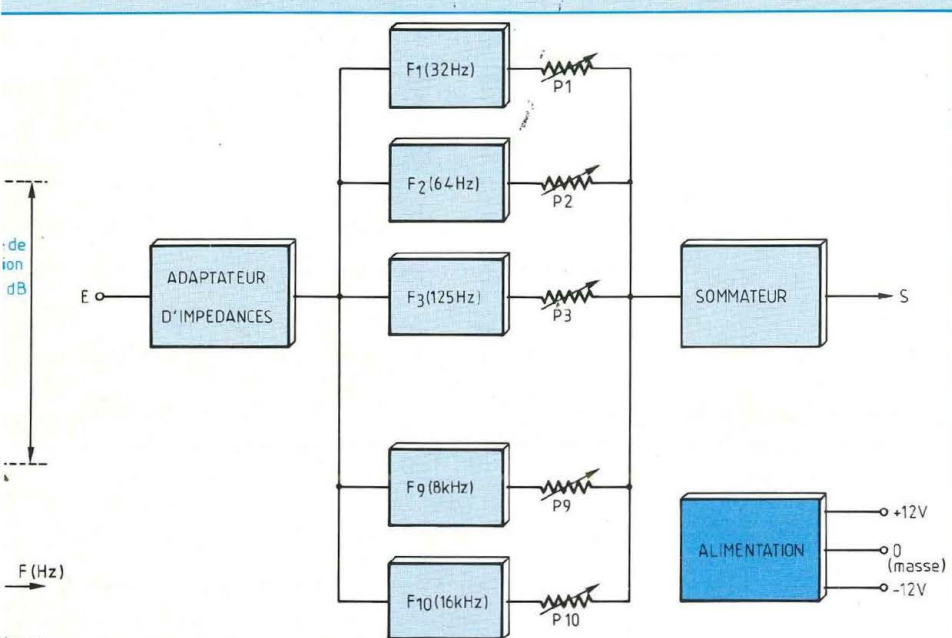 F1(32Hz)
P1
F2(64Hz)
P2
de
ion
dB
E
ADAPTATEUR
D'IMPEDANCES
F3(125Hz)
P3
SOMMATEUR
S
F9(8kHz)
P9
ALIMENTATION
+12V
0
(masse)
-12V
F(Hz)
F10(16kHz)
P10